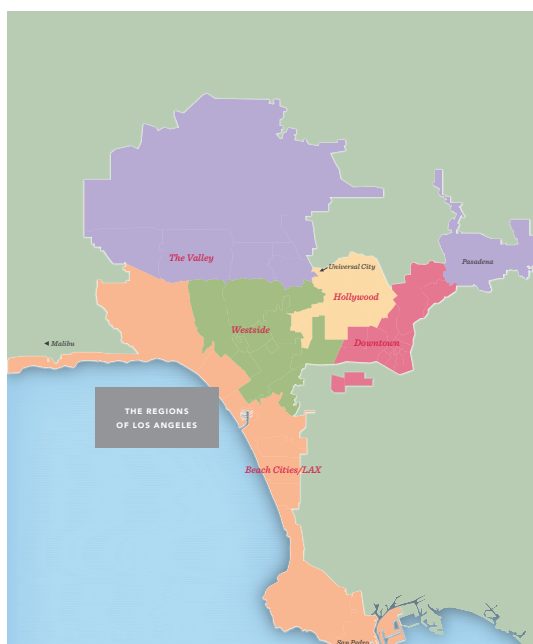 The Valley
Pasadena
Universal City
Hollywood
Westside
Downtown
Malibu
THE REGIONS
OF LOS ANGELES
Beach Cities/LAX
San Pedro